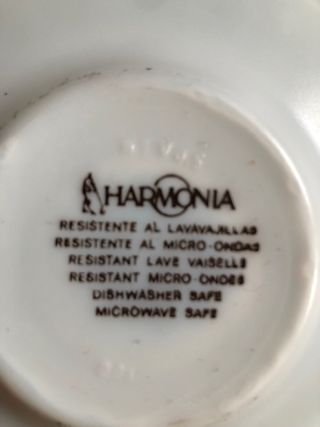 HARMONIA
RESISTENTE AL LAVAVAJILLAS
RESISTENTE AL MICRO-ONDAS
RESISTANT LAVE VAISELLE
RESISTANT MICRO-ONDES
DISHWASHER SAFE
MICROWAVE SAFE